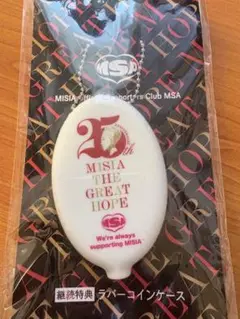 MSA
MISIA Official Supporters Club MSA
25th
MISIA
THE
GREAT
HOPE
MSA
We're always
supporting MISIA
継続特典 ラバーコインケース